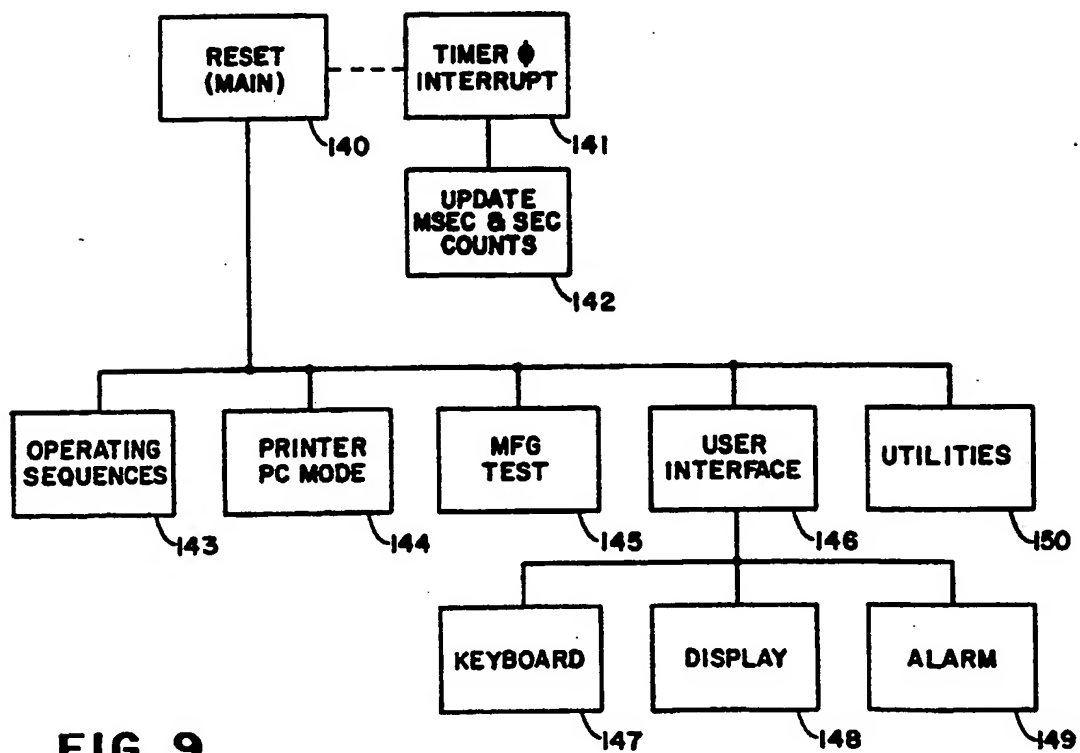 RESET
(MAIN)
140
TIMER ϕ
INTERRUPT
141
UPDATE
MSEC & SEC
COUNTS
142
OPERATING
SEQUENCES
143
PRINTER
PC MODE
144
MFG
TEST
145
USER
INTERFACE
146
UTILITIES
150
KEYBOARD
147
DISPLAY
148
ALARM
149
FIG. 9